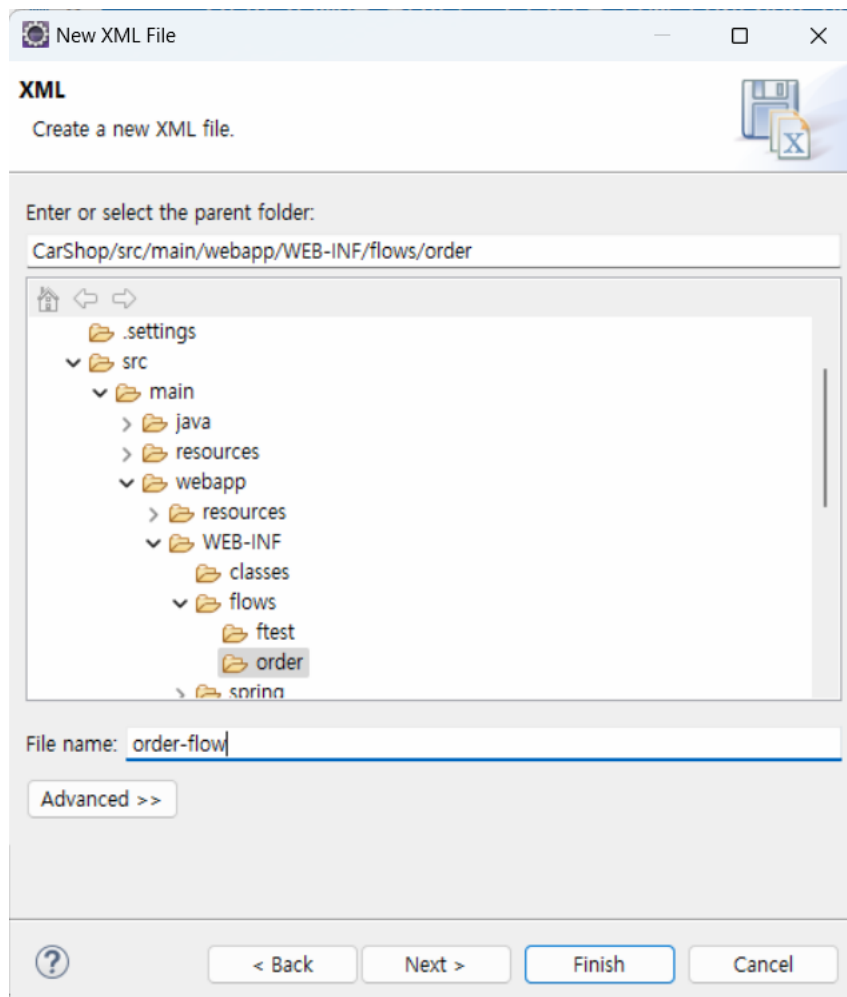 New XML File
XML
Create a new XML file.
Enter or select the parent folder:
CarShop/src/main/webapp/WEB-INF/flows/order
.settings
src
main
java
resources
webapp
resources
WEB-INF
classes
flows
ftest
order
spring
File name: order-flow
Advanced >>
? < Back Next > Finish Cancel